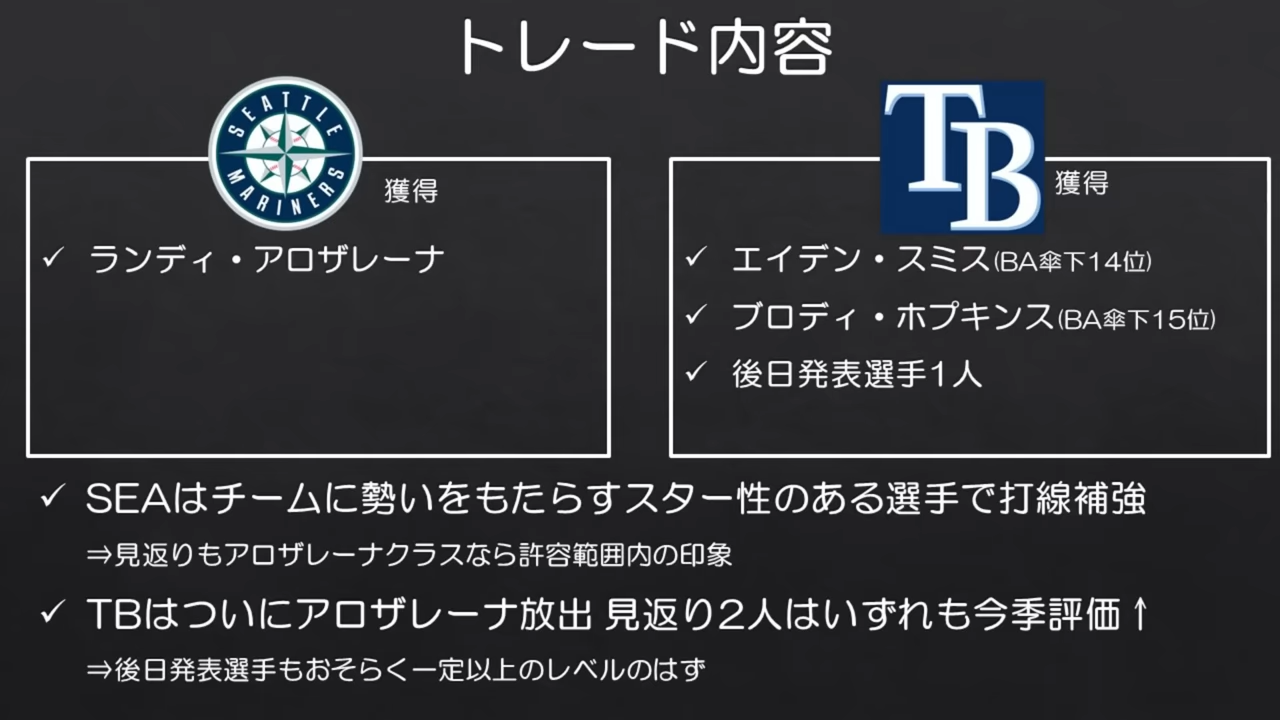 トレード内容
SEATTLE
MARINERS
獲得
✓ ランディ・アロザレーナ
TB
獲得
✓ エイデン・スミス(BA傘下14位)
✓ ブロディ・ホプキンス(BA傘下15位)
✓ 後日発表選手1人
✓ SEAはチームに勢いをもたらすスター性のある選手で打線補強
⇒見返りもアロザレーナクラスなら許容範囲内の印象
✓ TBはついにアロザレーナ放出 見返り2人はいずれも今季評価↑
⇒後日発表選手もおそらく一定以上のレベルのはず